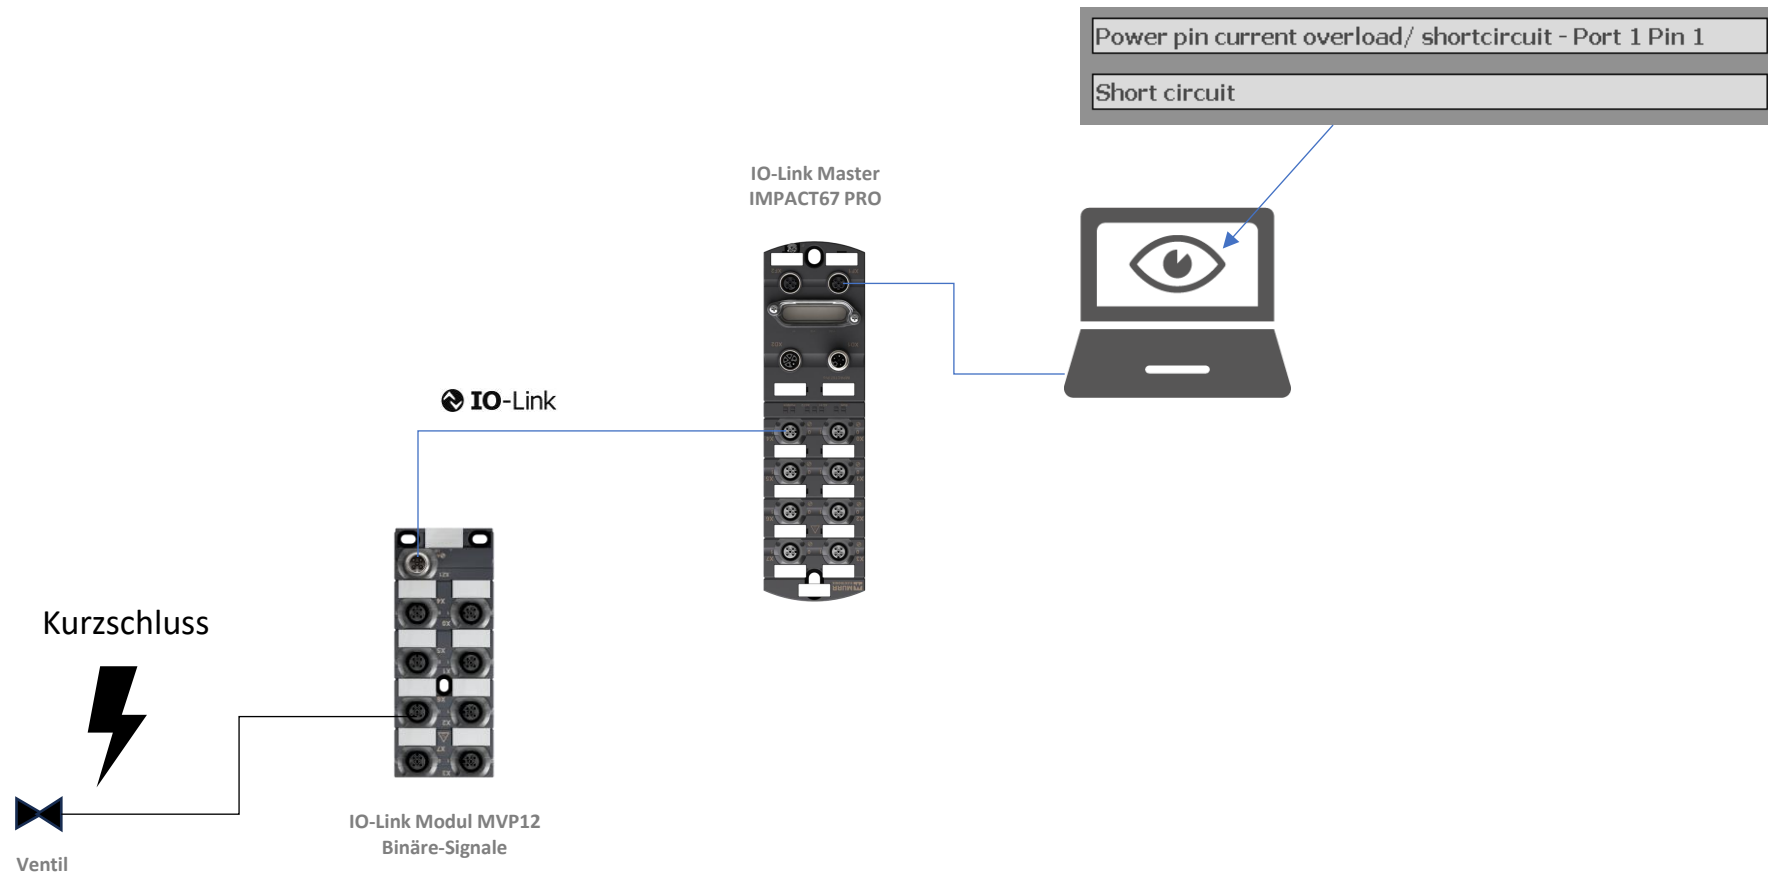 Power pin current overload/ shortcircuit - Port 1 Pin 1
Short circuit
IO-Link Master
IMPACT67 PRO
IO-Link
Kurzschluss
IO-Link Modul MVP12
Binäre-Signale
Ventil